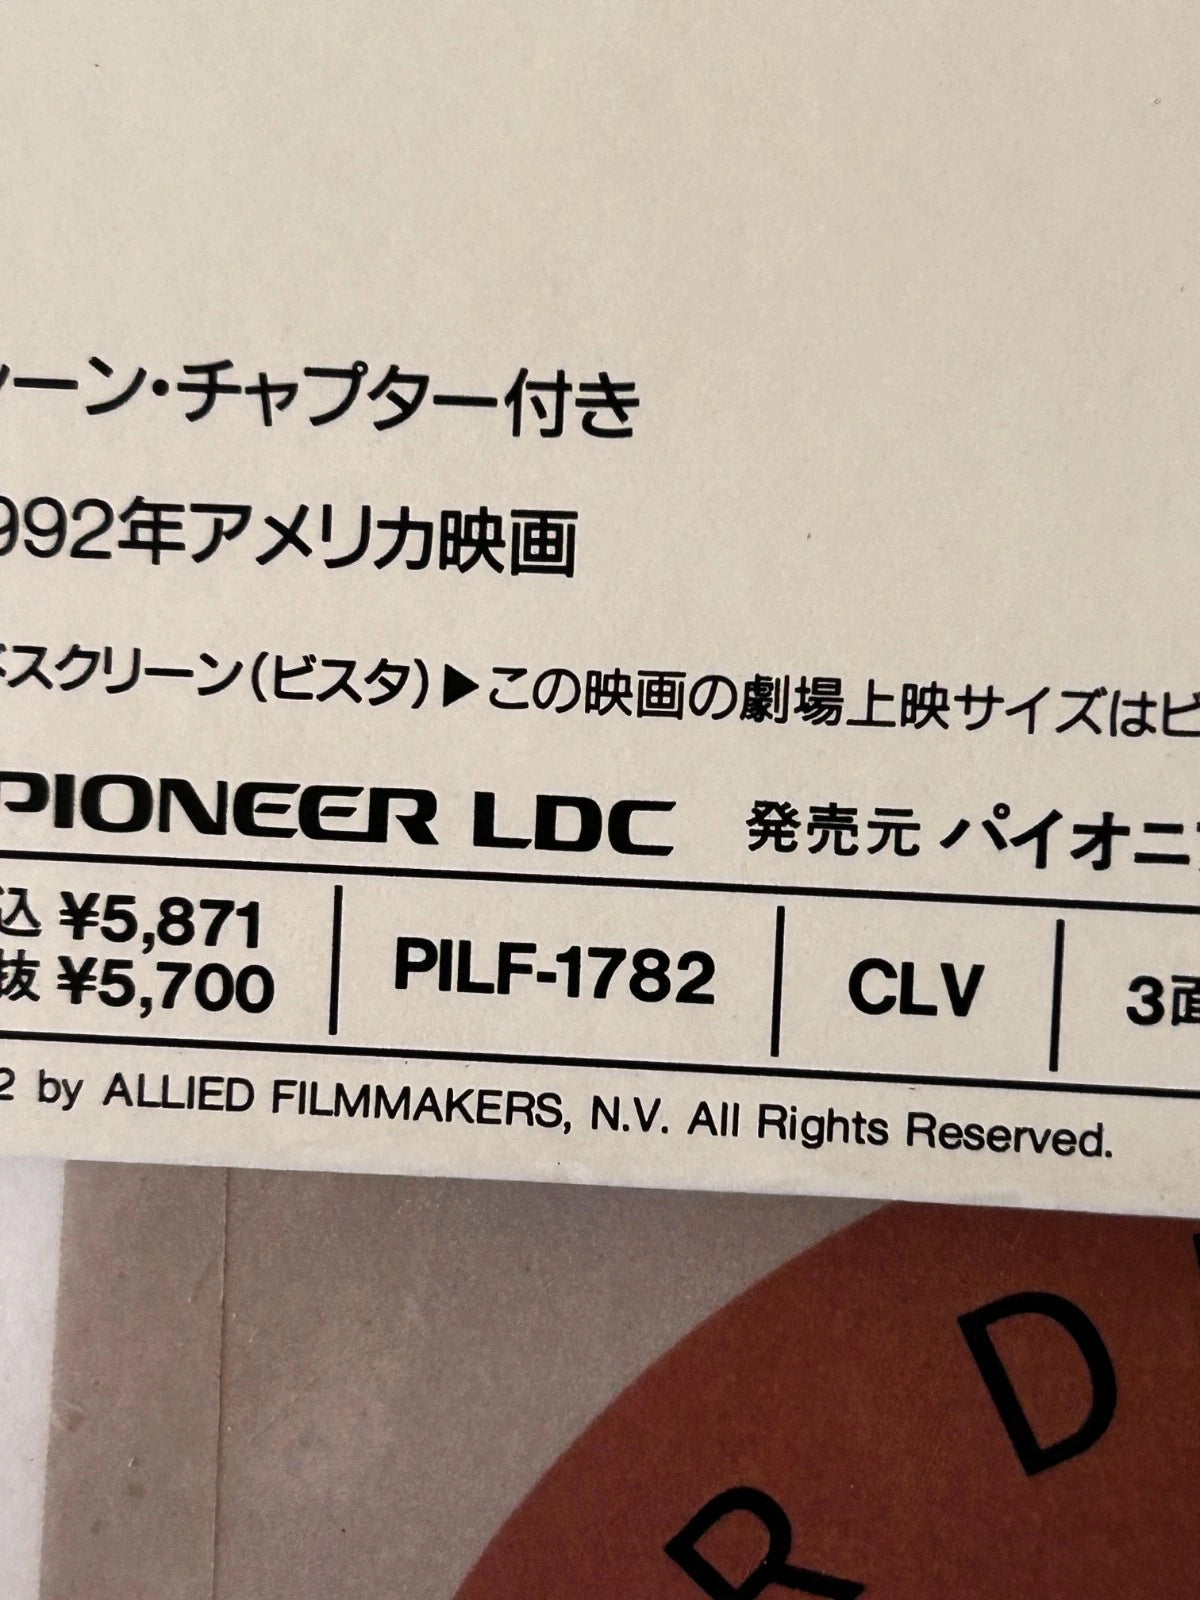 ーン・チャプター付き
992年アメリカ映画
スクリーン(ビスタ)▶この映画の劇場上映サイズはビ
PIONEER LDC 発売元 パイオニ
込 ¥5,871
抜 ¥5,700
PILF-1782
CLV
3面
2 by ALLIED FILMMAKERS, N.V. All Rights Reserved.
D
R